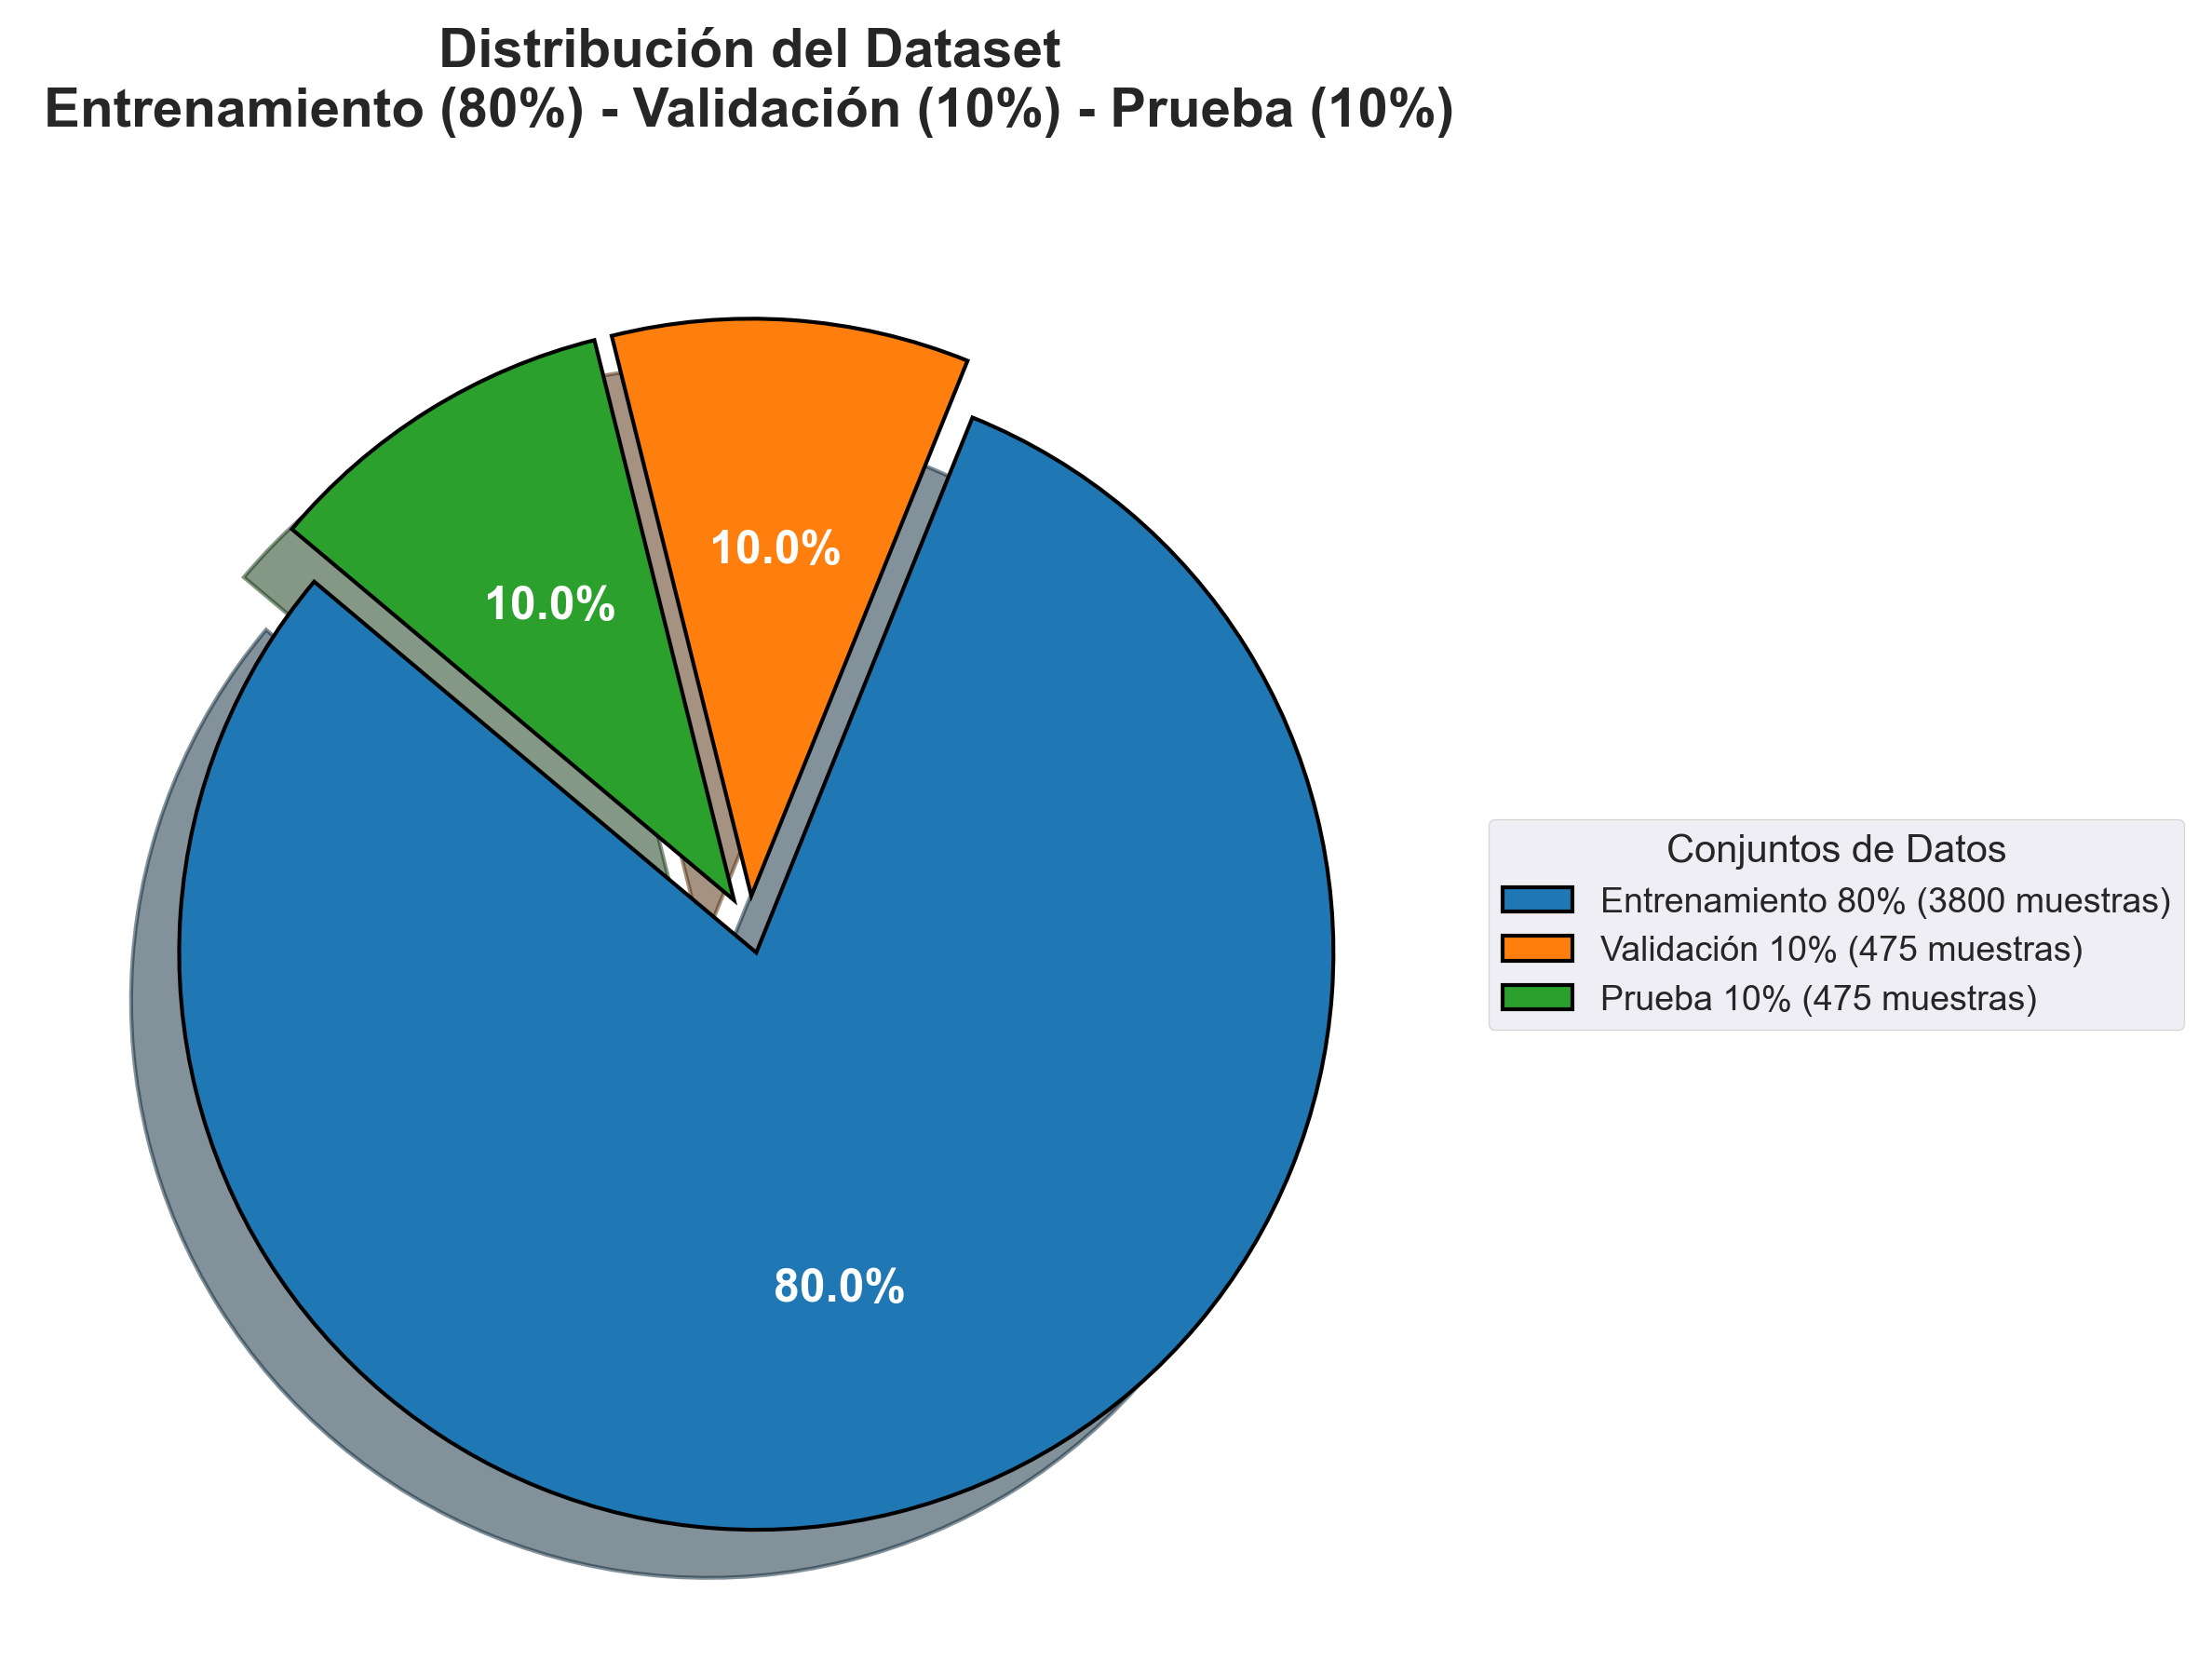 Distribución del Dataset
Entrenamiento (80%) - Validación (10%) - Prueba (10%)
10.0%
10.0%
80.0%
Conjuntos de Datos
Entrenamiento 80% (3800 muestras)
Validación 10% (475 muestras)
Prueba 10% (475 muestras)